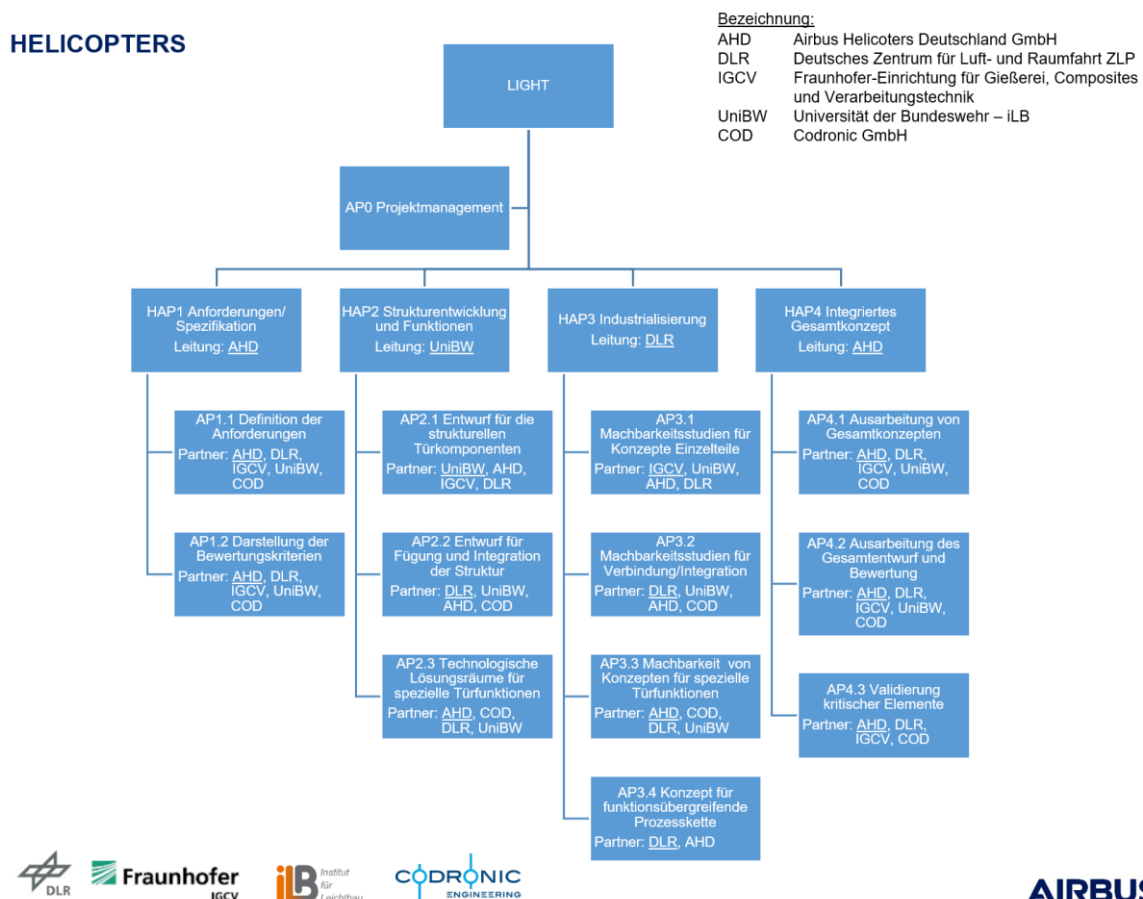 HELICOPTERS
Bezeichnung:
AHD Airbus Helicoters Deutschland GmbH
DLR Deutsches Zentrum für Luft- und Raumfahrt ZLP
IGCV Fraunhofer-Einrichtung für Gießerei, Composites
und Verarbeitungstechnik
UniBW Universität der Bundeswehr – iLB
COD Codronic GmbH
LIGHT
AP0 Projektmanagement
HAP1 Anforderungen/
Spezifikation
Leitung: AHD
AP1.1 Definition der
Anforderungen
Partner: AHD, DLR,
IGCV, UniBW,
COD
AP1.2 Darstellung der
Bewertungskriterien
Partner: AHD, DLR,
IGCV, UniBW,
COD
HAP2 Strukturentwicklung
und Funktionen
Leitung: UniBW
AP2.1 Entwurf für die
strukturellen
Türkomponenten
Partner: UniBW, AHD,
IGCV, DLR
AP2.2 Entwurf für
Fügung und Integration
der Struktur
Partner: DLR, UniBW,
AHD, COD
AP2.3 Technologische
Lösungsräume für
spezielle Türfunktionen
Partner: AHD, COD,
DLR, UniBW
HAP3 Industrialisierung
Leitung: DLR
AP3.1
Machbarkeitsstudien für
Konzepte Einzelteile
Partner: IGCV, UniBW,
AHD, DLR
AP3.2
Machbarkeitsstudien für
Verbindung/Integration
Partner: DLR, UniBW,
AHD, COD
AP3.3 Machbarkeit von
Konzepten für spezielle
Türfunktionen
Partner: AHD, COD,
DLR, UniBW
AP3.4 Konzept für
funktionsübergreifende
Prozesskette
Partner: DLR, AHD
HAP4 Integriertes
Gesamtkonzept
Leitung: AHD
AP4.1 Ausarbeitung von
Gesamtkonzepten
Partner: AHD, DLR,
IGCV, UniBW,
COD
AP4.2 Ausarbeitung des
Gesamtentwurf und
Bewertung
Partner: AHD, DLR,
IGCV, UniBW,
COD
AP4.3 Validierung
kritischer Elemente
Partner: AHD, DLR,
IGCV, COD
DLR
Fraunhofer
IGCV
iLB
Institut
für
Leichtbau
CODRONIC
ENGINEERING
AIRBUS